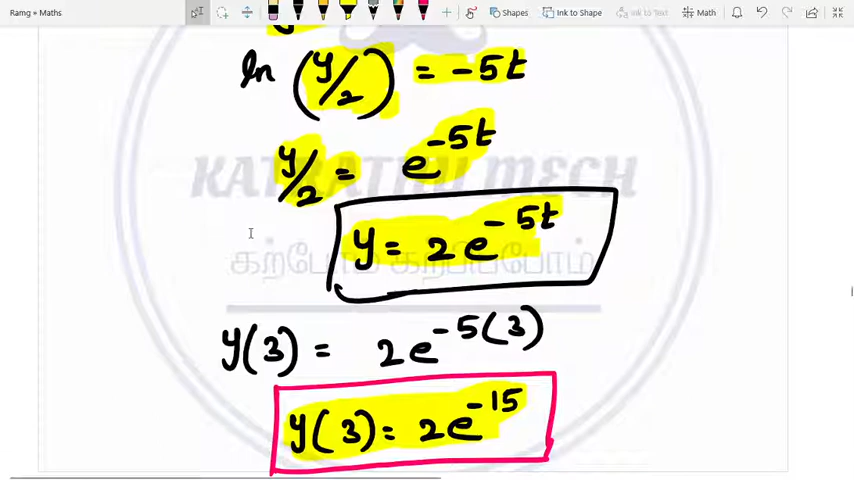 Ramg + Maths
Shapes Ink to Shape Ink to Text Math
ln (y/2) = -5t
y/2 = e^-5t
KATRATHU MECH
y = 2e^-5t
கற்போம் கற்பிப்போம்
y(3) = 2e^-5(3)
y(3) = 2e^-15